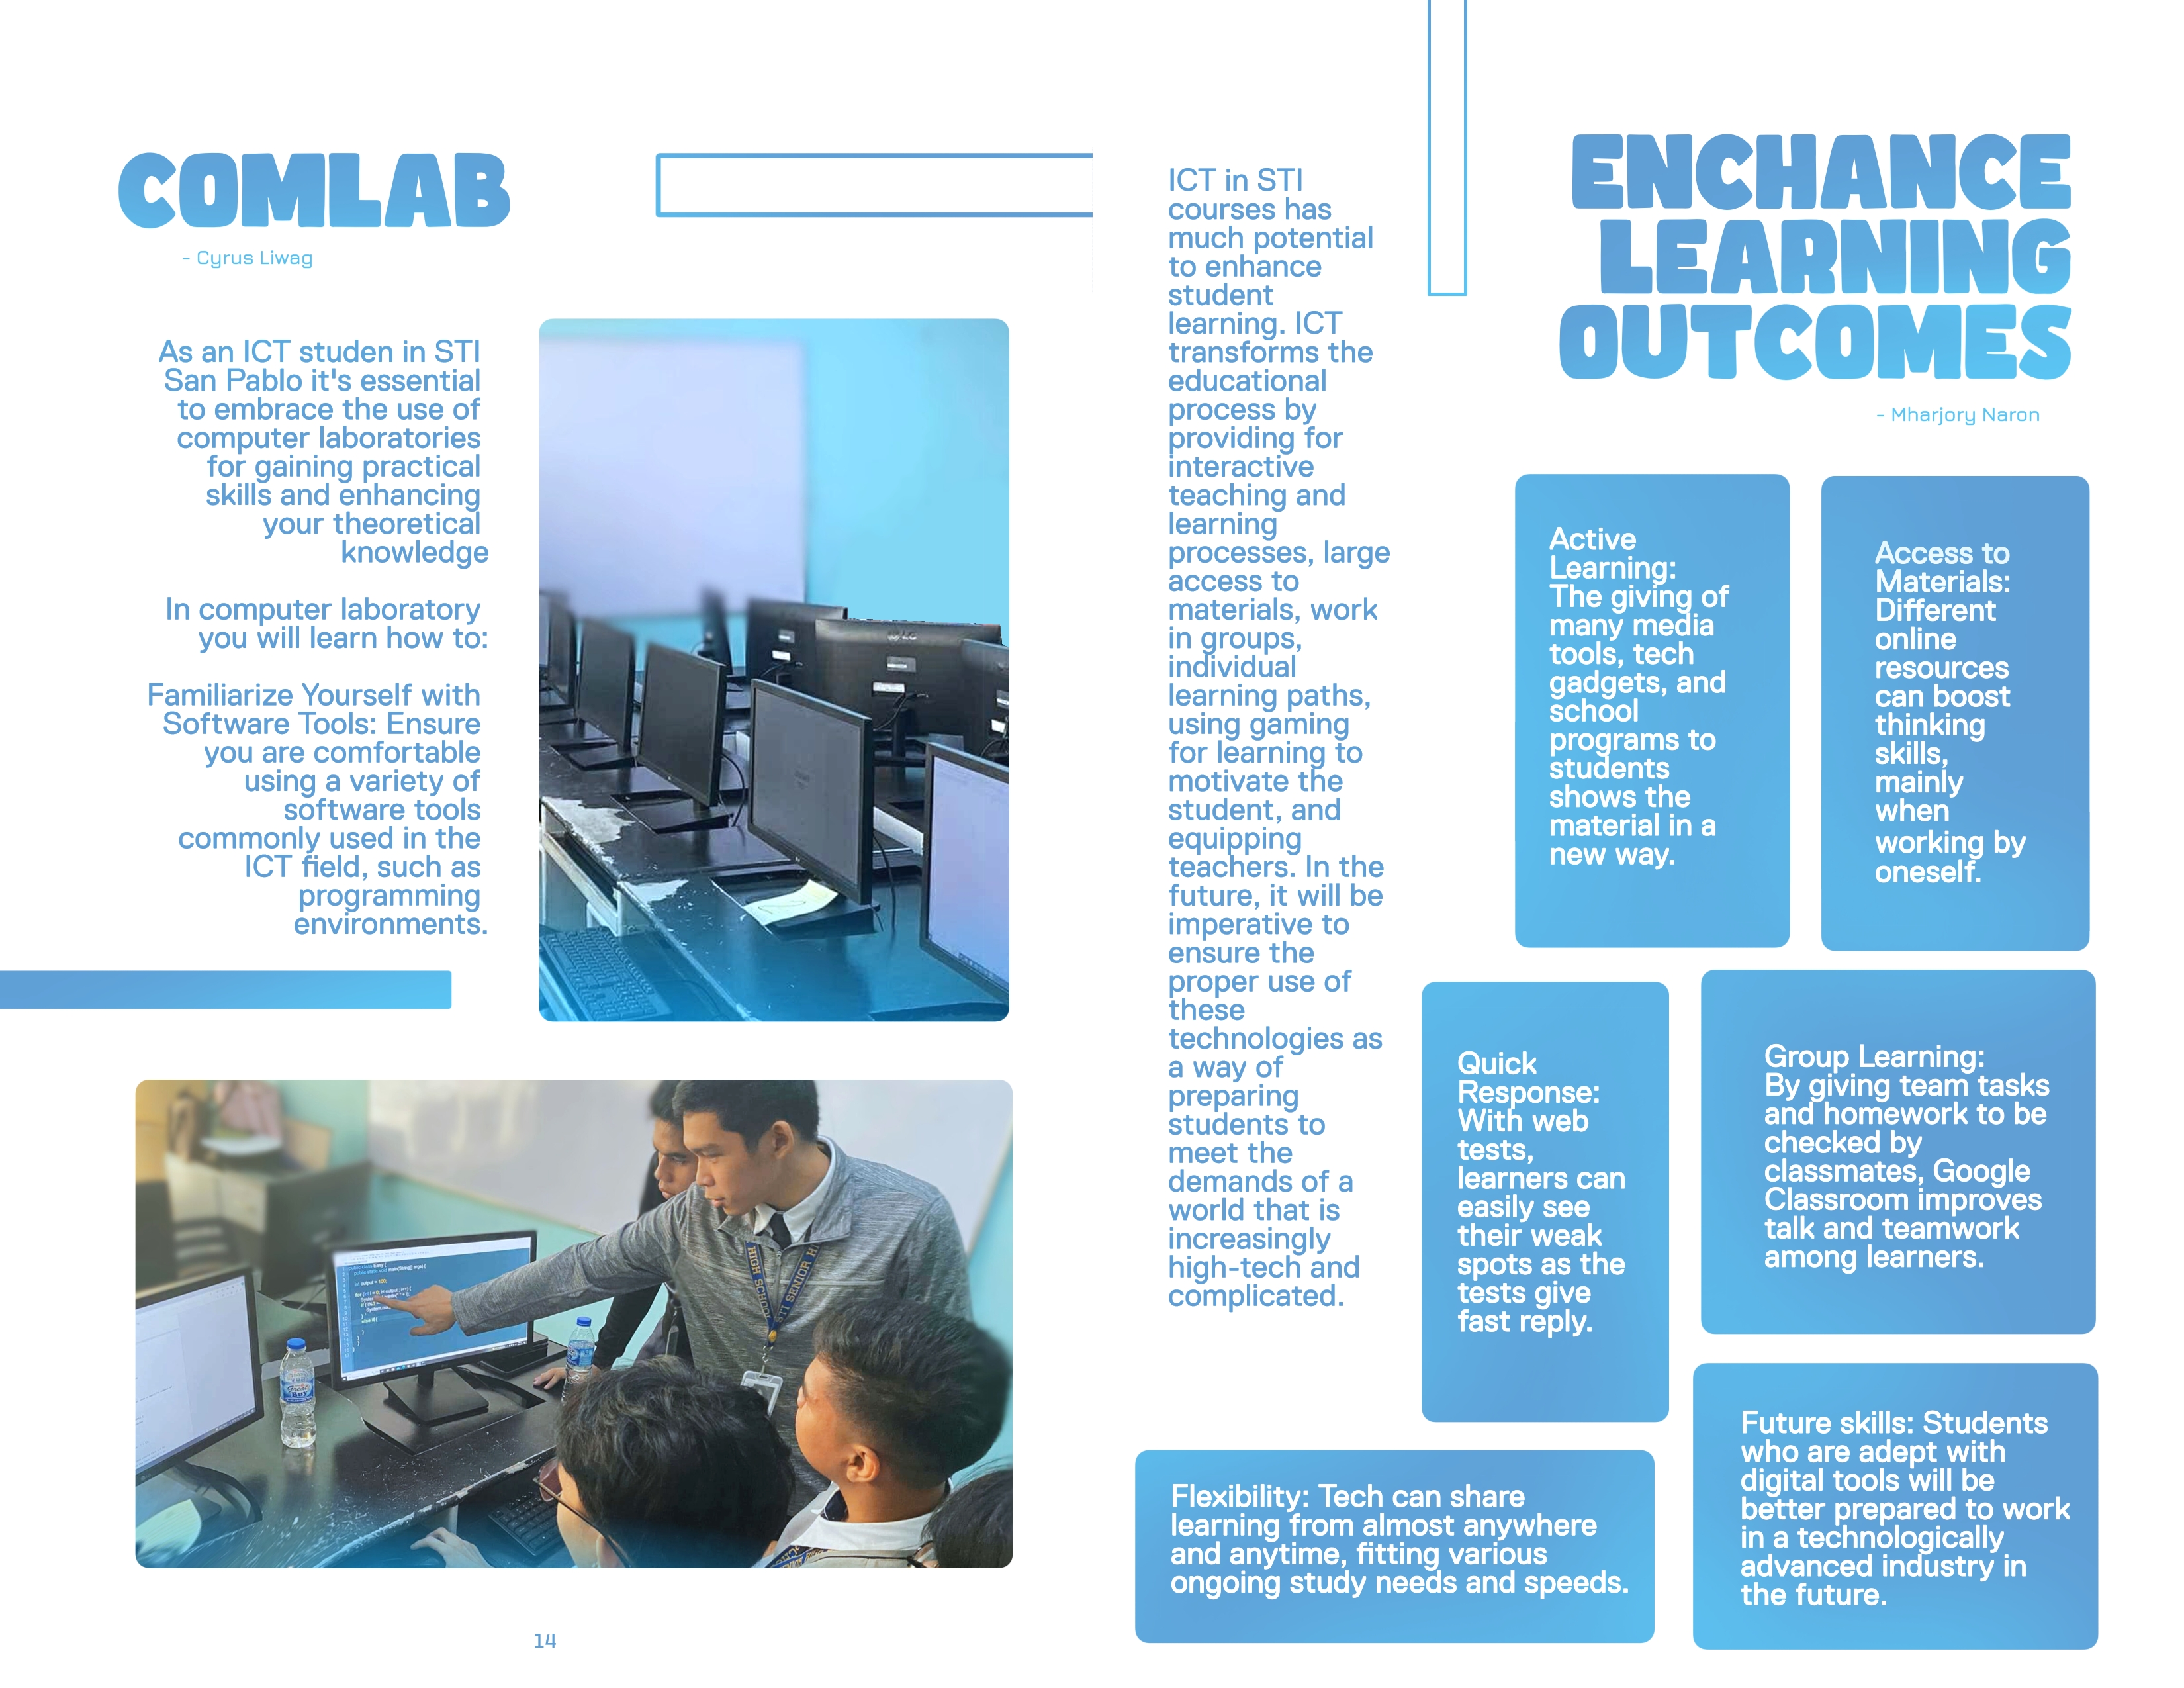 COMLAB
- Cyrus Liwag
As an ICT studen in STI
San Pablo it's essential
to embrace the use of
computer laboratories
for gaining practical
skills and enhancing
your theoretical
knowledge
In computer laboratory
you will learn how to:
Familiarize Yourself with
Software Tools: Ensure
you are comfortable
using a variety of
software tools
commonly used in the
ICT field, such as
programming
environments.
LG
HIGH SCHOOL
STI SENIOR H
14
ICT in STI
courses has
much potential
to enhance
student
learning. ICT
transforms the
educational
process by
providing for
interactive
teaching and
learning
processes, large
access to
materials, work
in groups,
individual
learning paths,
using gaming
for learning to
motivate the
student, and
equipping
teachers. In the
future, it will be
imperative to
ensure the
proper use of
these
technologies as
a way of
preparing
students to
meet the
demands of a
world that is
increasingly
high-tech and
complicated.
ENCHANCE
LEARNING
OUTCOMES
- Mharjory Naron
Active
Learning:
The giving of
many media
tools, tech
gadgets, and
school
programs to
students
shows the
material in a
new way.
Access to
Materials:
Different
online
resources
can boost
thinking
skills,
mainly
when
working by
oneself.
Quick
Response:
With web
tests,
learners can
easily see
their weak
spots as the
tests give
fast reply.
Group Learning:
By giving team tasks
and homework to be
checked by
classmates, Google
Classroom improves
talk and teamwork
among learners.
Flexibility: Tech can share
learning from almost anywhere
and anytime, fitting various
ongoing study needs and speeds.
Future skills: Students
who are adept with
digital tools will be
better prepared to work
in a technologically
advanced industry in
the future.